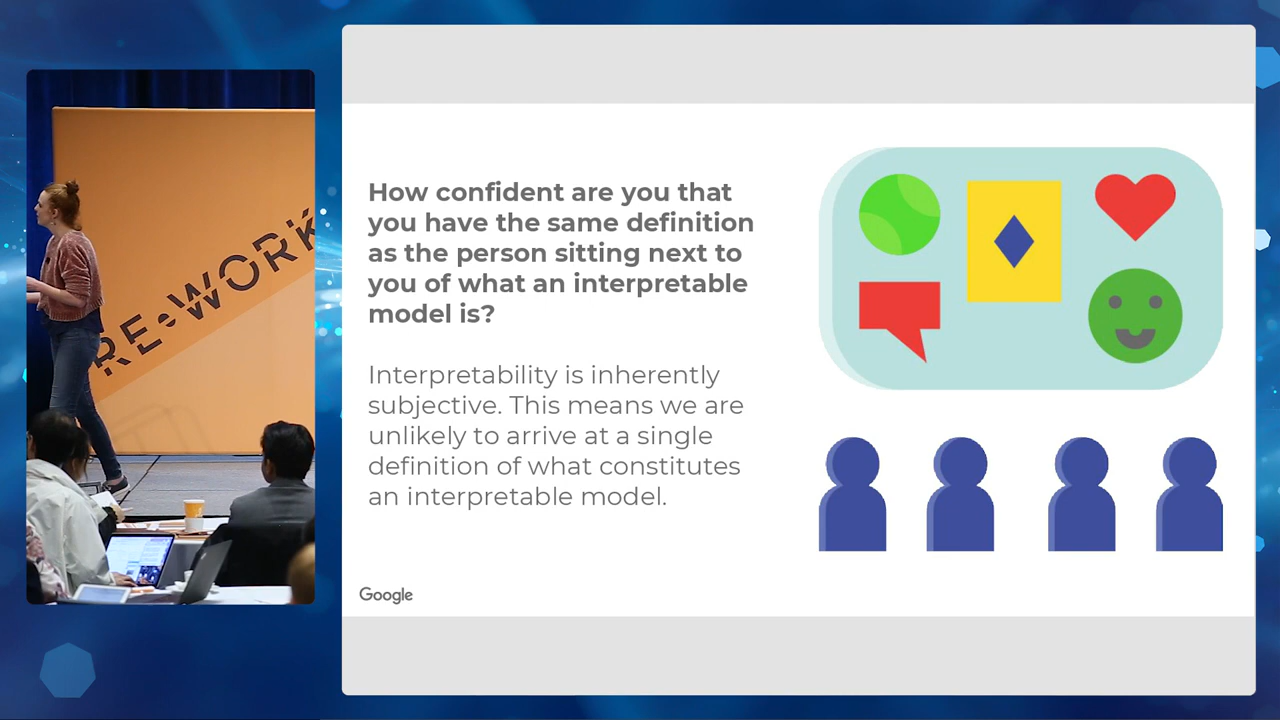 RE•WORK
How confident are you that
you have the same definition
as the person sitting next to
you of what an interpretable
model is?
Interpretability is inherently
subjective. This means we are
unlikely to arrive at a single
definition of what constitutes
an interpretable model.
Google